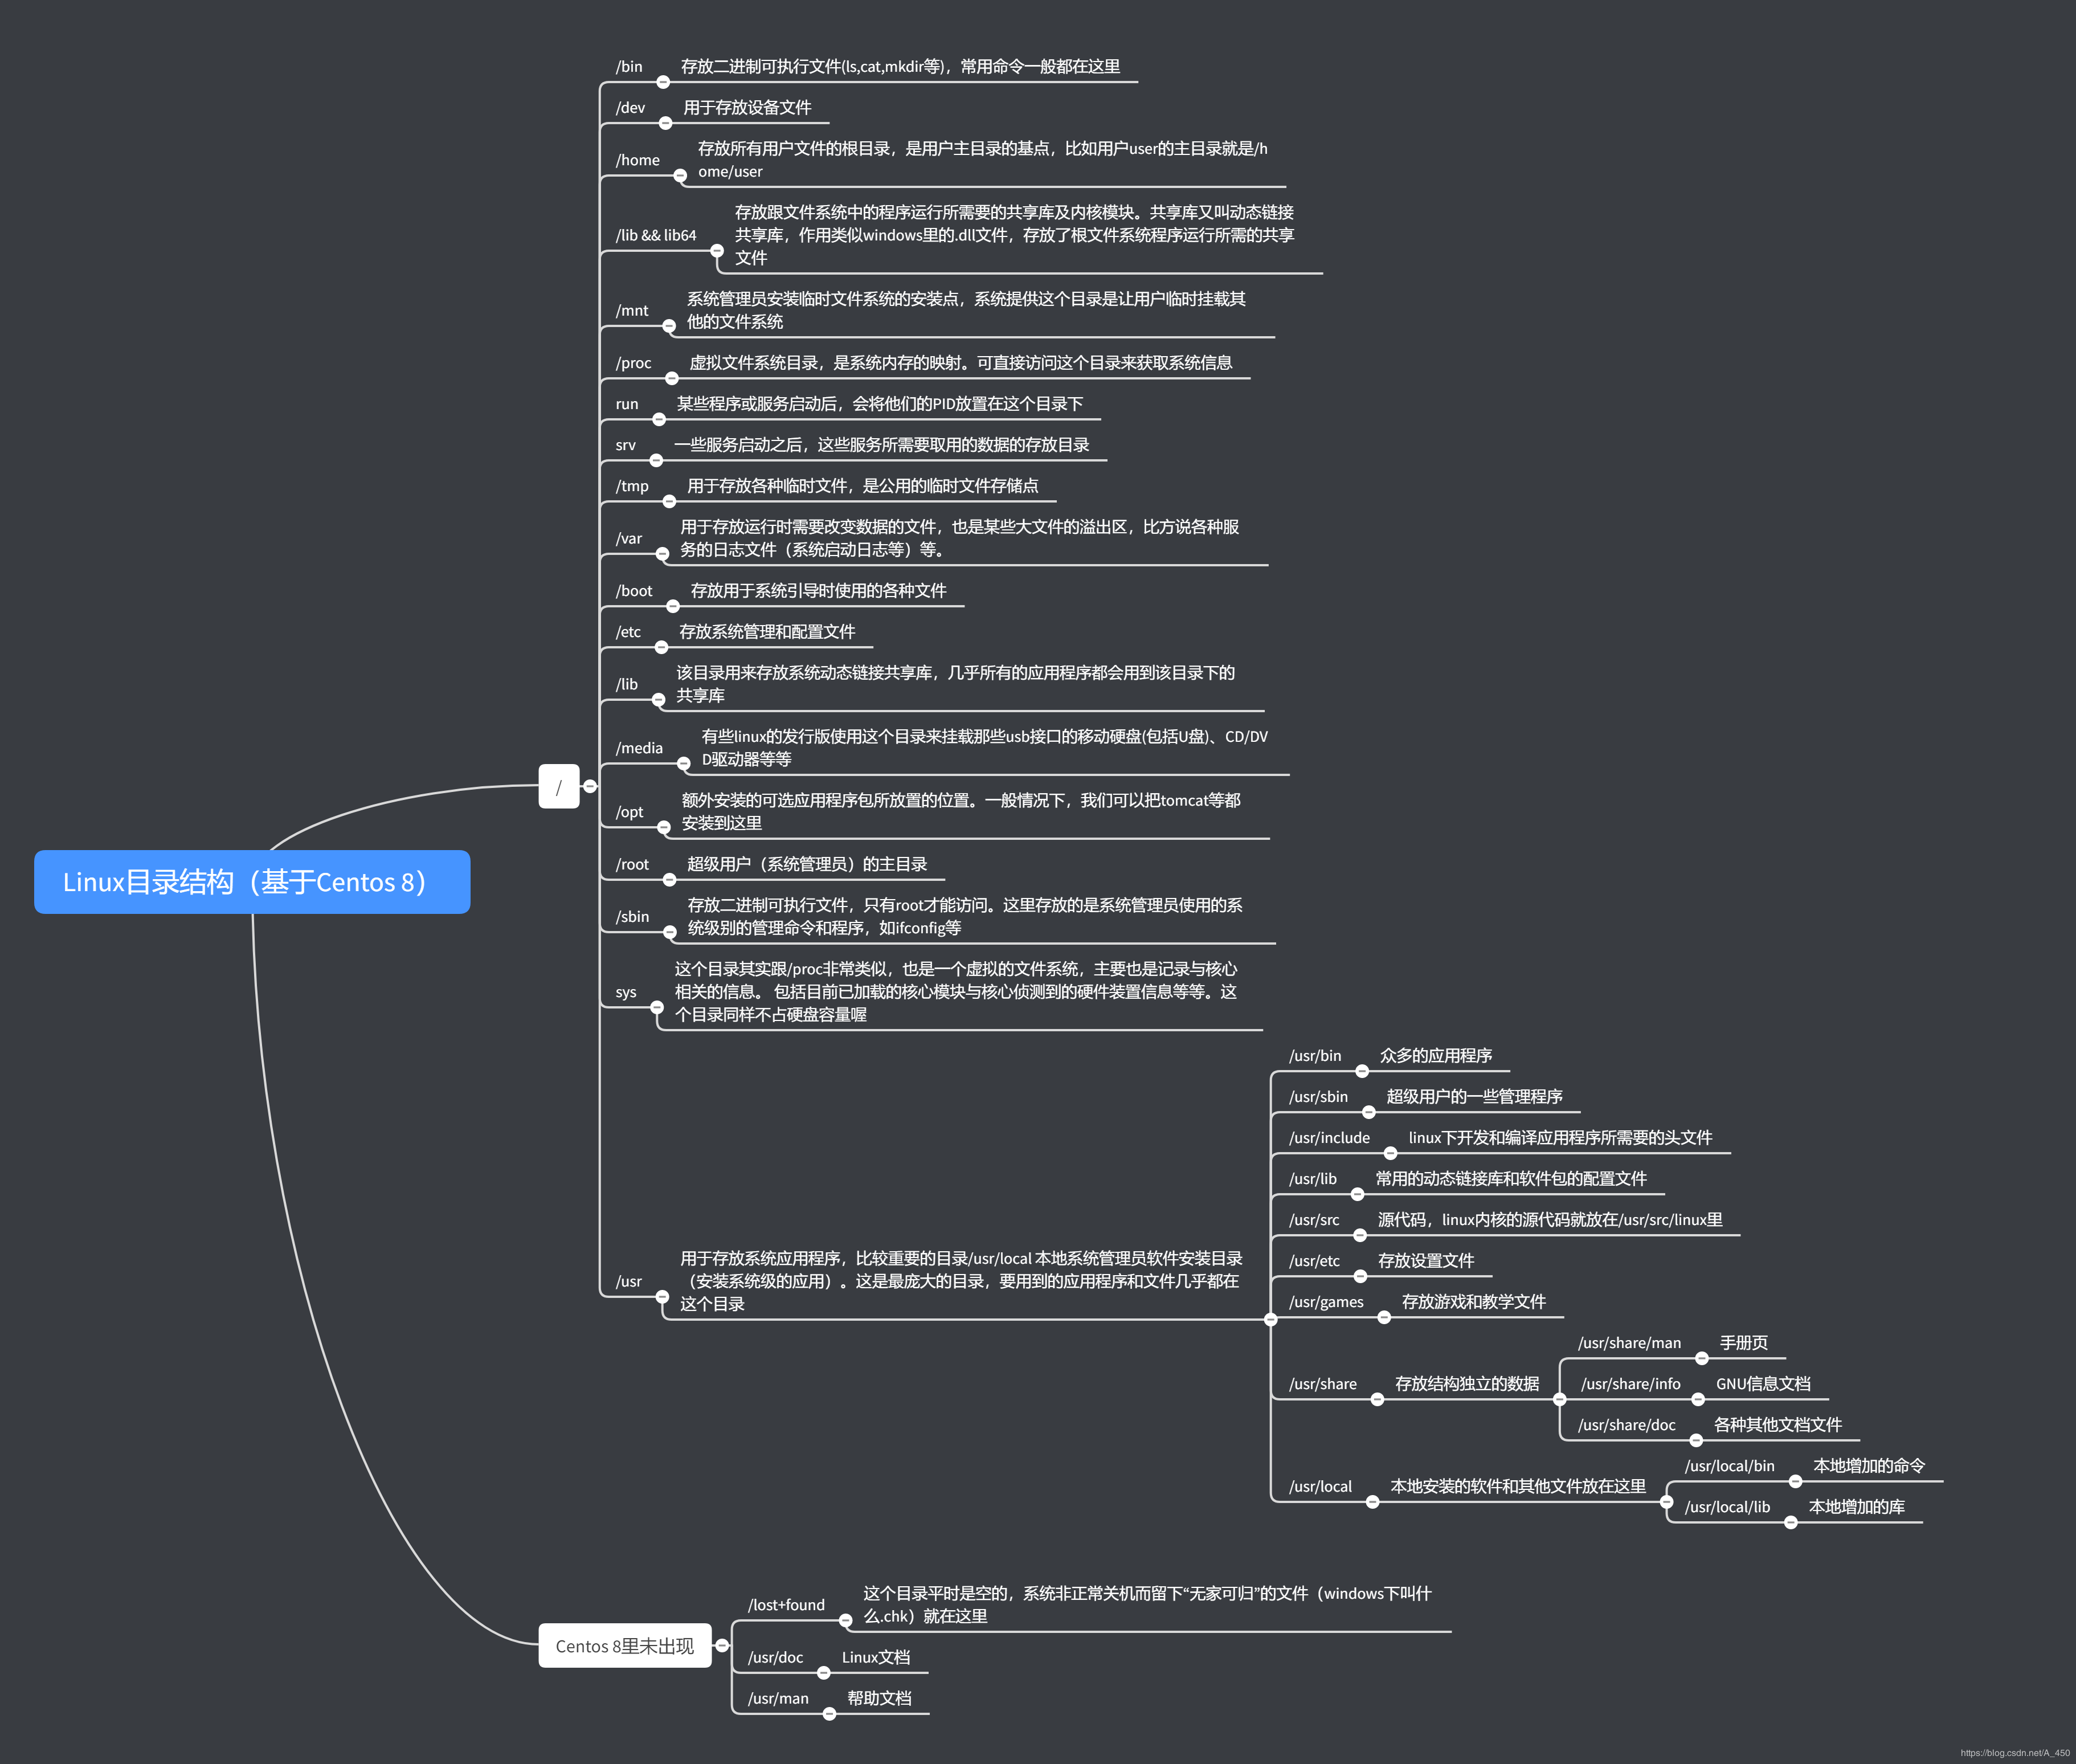 /bin
存放二进制可执行文件(ls,cat,mkdir等)，常用命令一般都在这里
/dev
用于存放设备文件
/home
存放所有用户文件的根目录，是用户主目录的基点，比如用户user的主目录就是/h
ome/user
/lib && lib64
存放跟文件系统中的程序运行所需要的共享库及内核模块。共享库又叫动态链接
共享库，作用类似windows里的.dll文件，存放了根文件系统程序运行所需的共享
文件
/mnt
系统管理员安装临时文件系统的安装点，系统提供这个目录是让用户临时挂载其
他的文件系统
/proc
虚拟文件系统目录，是系统内存的映射。可直接访问这个目录来获取系统信息
run
某些程序或服务启动后，会将他们的PID放置在这个目录下
srv
一些服务启动之后，这些服务所需要取用的数据的存放目录
/tmp
用于存放各种临时文件，是公用的临时文件存储点
/var
用于存放运行时需要改变数据的文件，也是某些大文件的溢出区，比方说各种服
务的日志文件（系统启动日志等）等。
/boot
存放用于系统引导时使用的各种文件
/etc
存放系统管理和配置文件
/lib
该目录用来存放系统动态链接共享库，几乎所有的应用程序都会用到该目录下的
共享库
/media
有些linux的发行版使用这个目录来挂载那些usb接口的移动硬盘(包括U盘)、CD/DV
D驱动器等等
/
/opt
额外安装的可选应用程序包所放置的位置。一般情况下，我们可以把tomcat等都
安装到这里
/root
超级用户（系统管理员）的主目录
Linux目录结构（基于Centos 8）
/sbin
存放二进制可执行文件，只有root才能访问。这里存放的是系统管理员使用的系
统级别的管理命令和程序，如ifconfig等
sys
这个目录其实跟/proc非常类似，也是一个虚拟的文件系统，主要也是记录与核心
相关的信息。 包括目前已加载的核心模块与核心侦测到的硬件装置信息等等。这
个目录同样不占硬盘容量喔
/usr
用于存放系统应用程序，比较重要的目录/usr/local 本地系统管理员软件安装目录
（安装系统级的应用）。这是最庞大的目录，要用到的应用程序和文件几乎都在
这个目录
/usr/bin
众多的应用程序
/usr/sbin
超级用户的一些管理程序
/usr/include
linux下开发和编译应用程序所需要的头文件
/usr/lib
常用的动态链接库和软件包的配置文件
/usr/src
源代码，linux内核的源代码就放在/usr/src/linux里
/usr/etc
存放设置文件
/usr/games
存放游戏和教学文件
/usr/share
存放结构独立的数据
/usr/share/man
手册页
/usr/share/info
GNU信息文档
/usr/share/doc
各种其他文档文件
/usr/local
本地安装的软件和其他文件放在这里
/usr/local/bin
本地增加的命令
/usr/local/lib
本地增加的库
Centos 8里未出现
/lost+found
这个目录平时是空的，系统非正常关机而留下“无家可归”的文件（windows下叫什
么.chk）就在这里
/usr/doc
Linux文档
/usr/man
帮助文档
https://blog.csdn.net/A_450